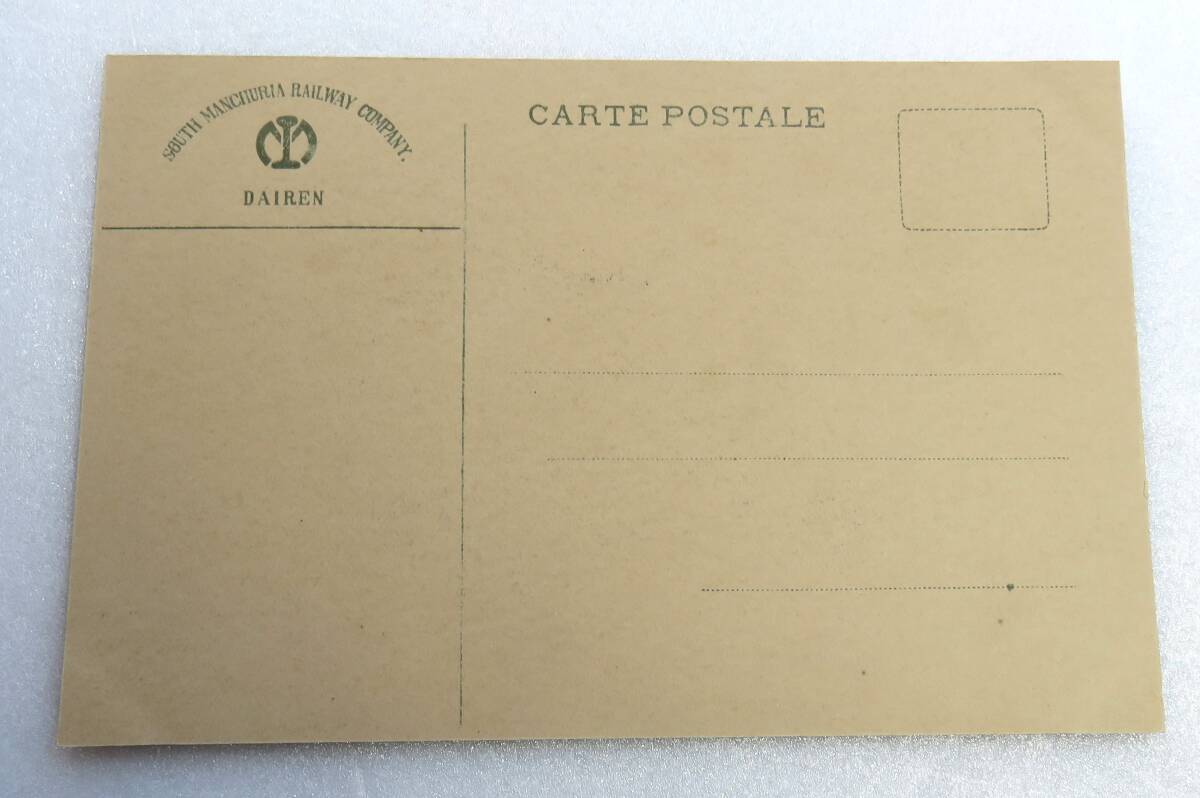 SOUTH MANCHURIA RAILWAY COMPANY.
DAIREN
CARTE POSTALE